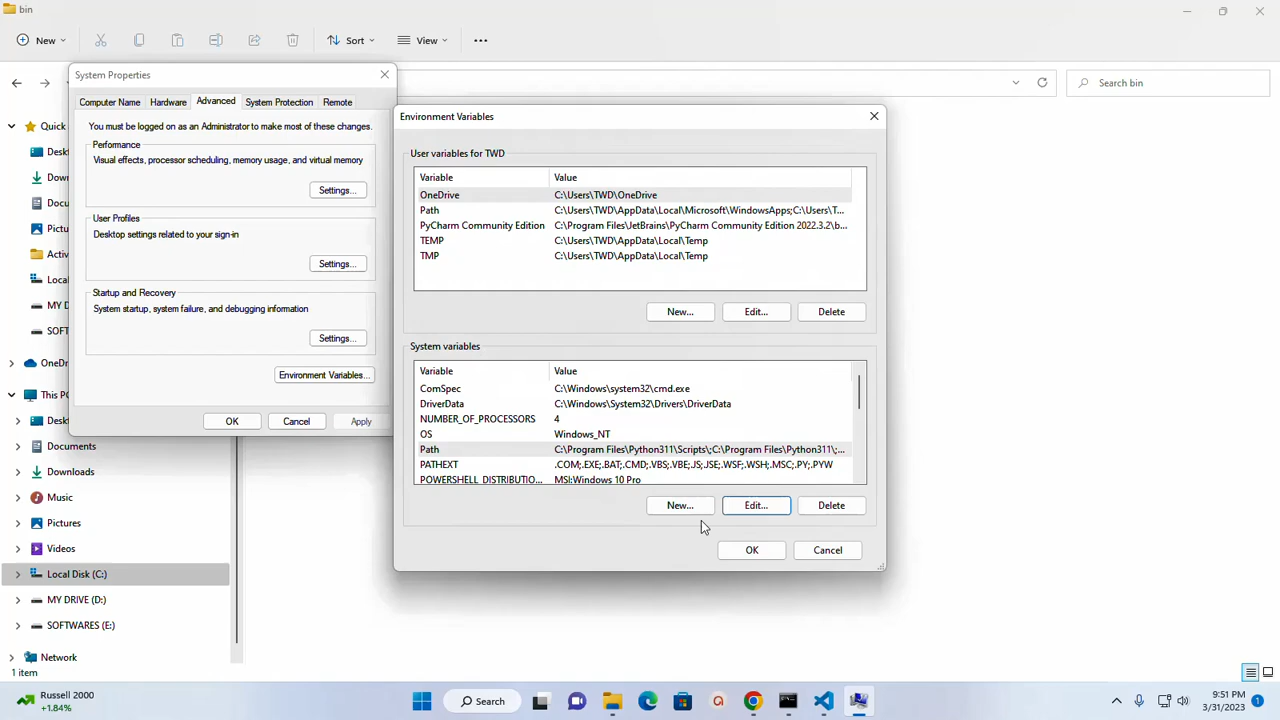 bin
New
Sort
View
Search bin
System Properties
Computer Name Hardware Advanced System Protection Remote
You must be logged on as an Administrator to make most of these changes.
Performance
Visual effects, processor scheduling, memory usage, and virtual memory
Settings...
User Profiles
Desktop settings related to your sign-in
Settings...
Startup and Recovery
System startup, system failure, and debugging information
Settings...
Environment Variables...
OK Cancel Apply
Environment Variables
User variables for TWD
Variable Value
OneDrive C:\Users\TWD\OneDrive
Path C:\Users\TWD\AppData\Local\Microsoft\WindowsApps;C:\Users\T...
PyCharm Community Edition C:\Program Files\JetBrains\PyCharm Community Edition 2022.3.2\b...
TEMP C:\Users\TWD\AppData\Local\Temp
TMP C:\Users\TWD\AppData\Local\Temp
New... Edit... Delete
System variables
Variable Value
ComSpec C:\Windows\system32\cmd.exe
DriverData C:\Windows\System32\Drivers\DriverData
NUMBER_OF_PROCESSORS 4
OS Windows_NT
Path C:\Program Files\Python311\Scripts\;C:\Program Files\Python311\;...
PATHEXT .COM;.EXE;.BAT;.CMD;.VBS;.VBE;.JS;.JSE;.WSF;.WSH;.MSC;.PY;.PYW
POWERSHELL_DISTRIBUTIO... MSI:Windows 10 Pro
New... Edit... Delete
OK Cancel
Quick
Desk
Down
Docu
Pictu
Activ
Local
MY D
SOFT
OneDri
This PC
Desk
Documents
Downloads
Music
Pictures
Videos
Local Disk (C:)
MY DRIVE (D:)
SOFTWARES (E:)
Network
1 item
Russell 2000
+1.84%
Search
9:51 PM
3/31/2023
1